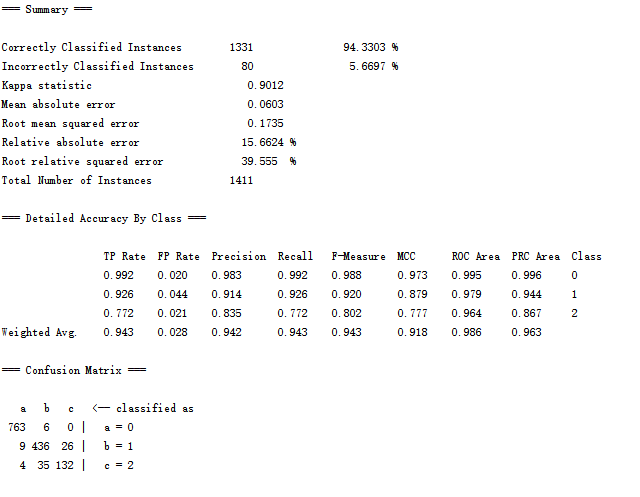 === Summary ===
Correctly Classified Instances 1331 94.3303 %
Incorrectly Classified Instances 80 5.6697 %
Kappa statistic 0.9012
Mean absolute error 0.0603
Root mean squared error 0.1735
Relative absolute error 15.6624 %
Root relative squared error 39.555 %
Total Number of Instances 1411
=== Detailed Accuracy By Class ===
TP Rate FP Rate Precision Recall F-Measure MCC ROC Area PRC Area Class
0.992 0.020 0.983 0.992 0.988 0.973 0.995 0.996 0
0.926 0.044 0.914 0.926 0.920 0.879 0.979 0.944 1
0.772 0.021 0.835 0.772 0.802 0.777 0.964 0.867 2
Weighted Avg. 0.943 0.028 0.942 0.943 0.943 0.918 0.986 0.963
=== Confusion Matrix ===
a b c <-- classified as
763 6 0 | a = 0
9 436 26 | b = 1
4 35 132 | c = 2